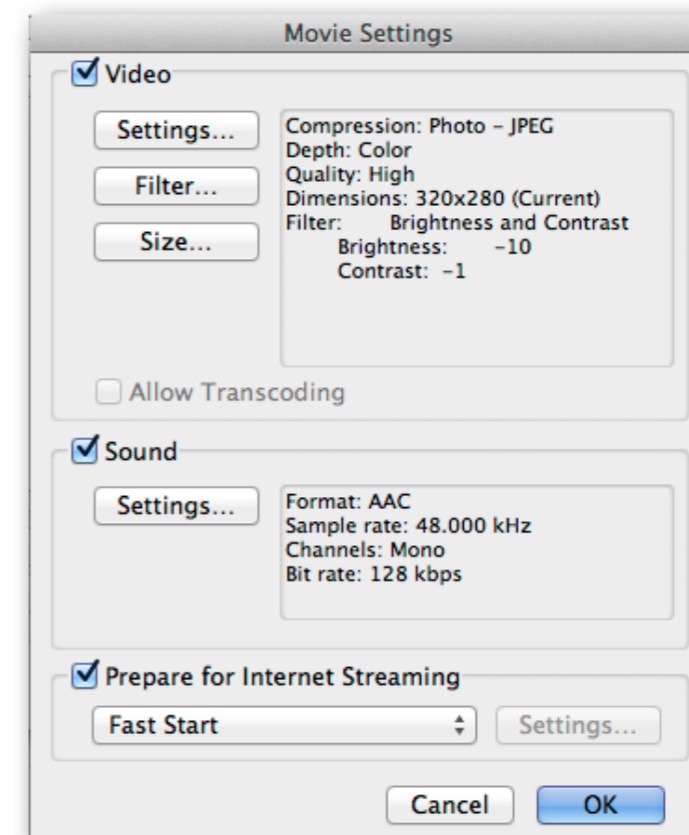 Movie Settings
Video
Settings...
Filter...
Size...
Compression: Photo - JPEG
Depth: Color
Quality: High
Dimensions: 320x280 (Current)
Filter: Brightness and Contrast
Brightness: -10
Contrast: -1
Allow Transcoding
Sound
Settings...
Format: AAC
Sample rate: 48.000 kHz
Channels: Mono
Bit rate: 128 kbps
Prepare for Internet Streaming
Fast Start
Settings...
Cancel
OK